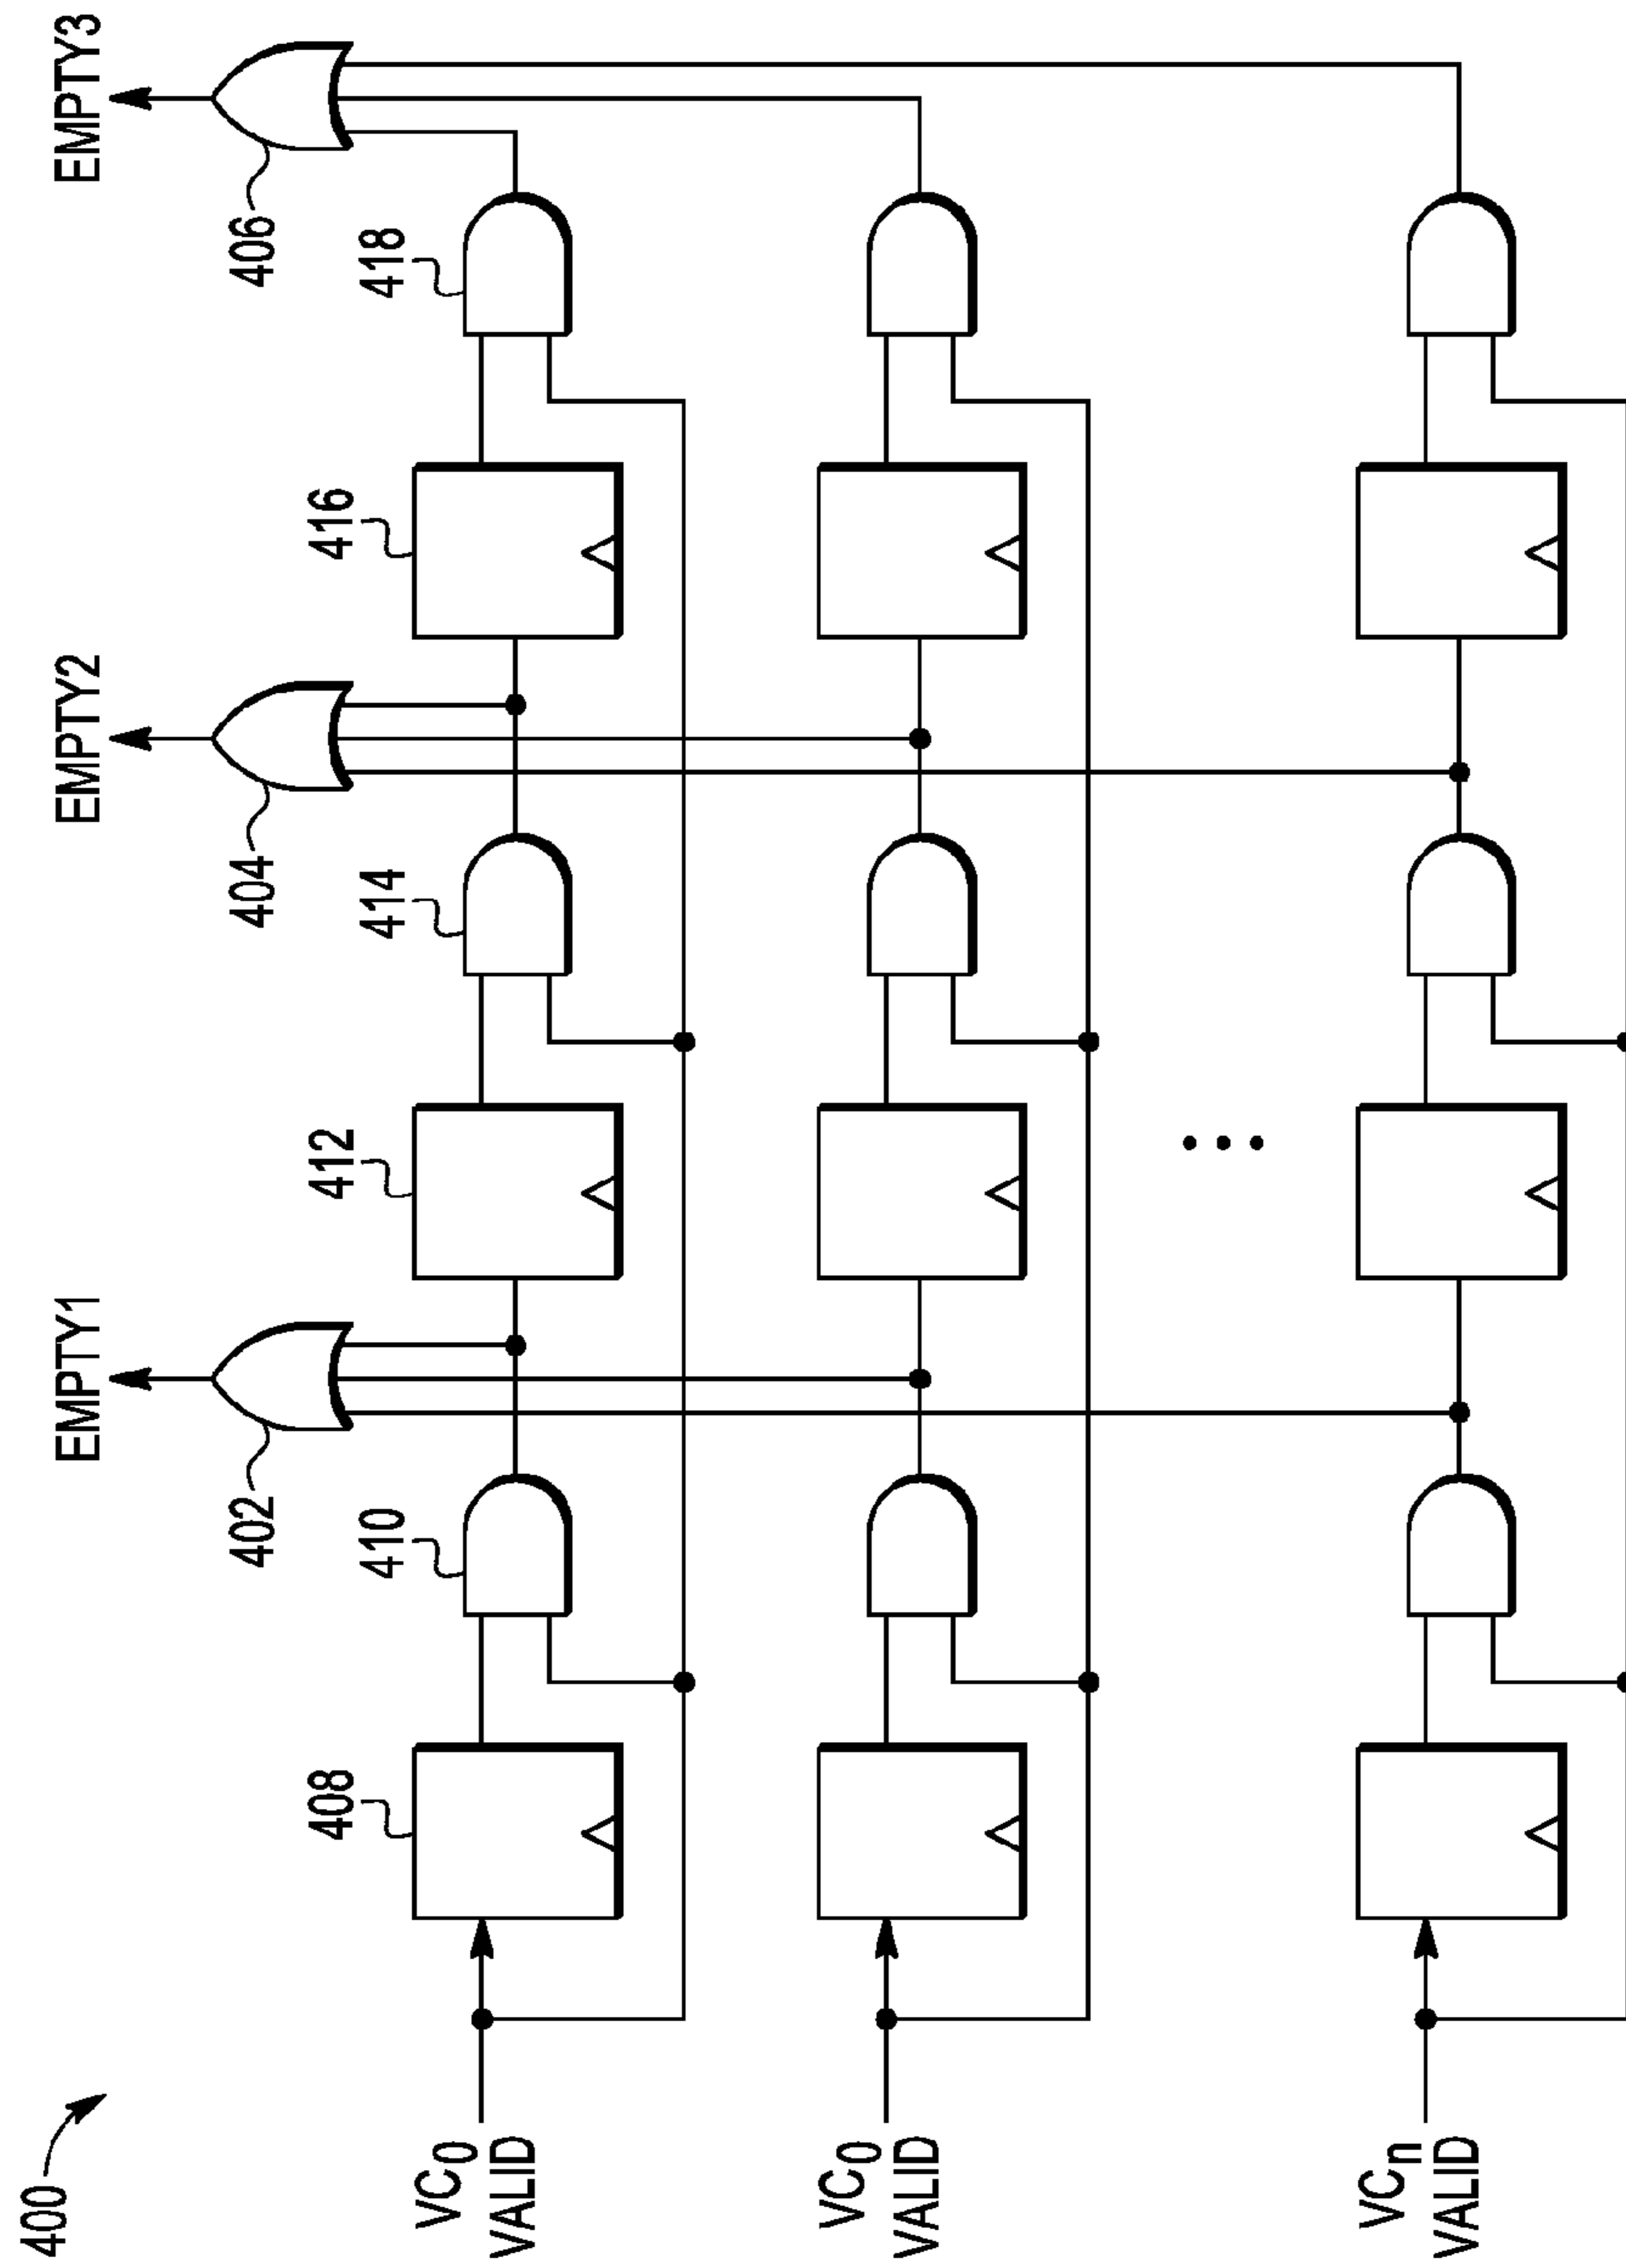 400
EMPTY1
EMPTY2
EMPTY3
402
404
406
408
410
412
414
416
418
VC0
VALID
VC0
VALID
VCn
VALID